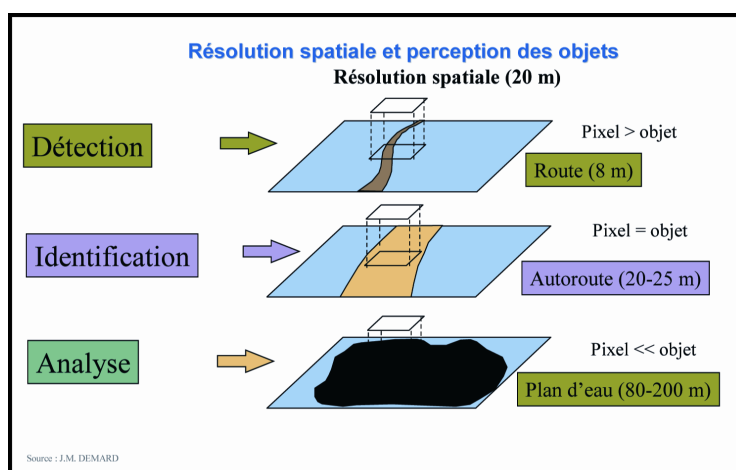 Résolution spatiale et perception des objets
Résolution spatiale (20 m)
Détection
Pixel > objet
Route (8 m)
Identification
Pixel = objet
Autoroute (20-25 m)
Analyse
Pixel << objet
Plan d’eau (80-200 m)
Source : J.M. DEMARD